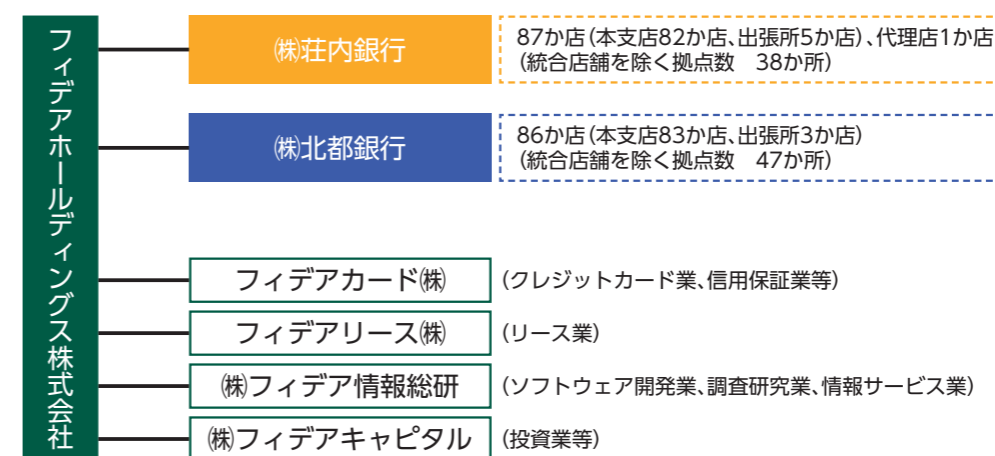 フィデアホールディングス株式会社
㈱荘内銀行
87か店（本支店82か店、出張所5か店）、代理店1か店
（統合店舗を除く拠点数　38か所）
㈱北都銀行
86か店（本支店83か店、出張所3か店）
（統合店舗を除く拠点数　47か所）
フィデアカード㈱
（クレジットカード業、信用保証業等）
フィデアリース㈱
（リース業）
㈱フィデア情報総研
（ソフトウェア開発業、調査研究業、情報サービス業）
㈱フィデアキャピタル
（投資業等）